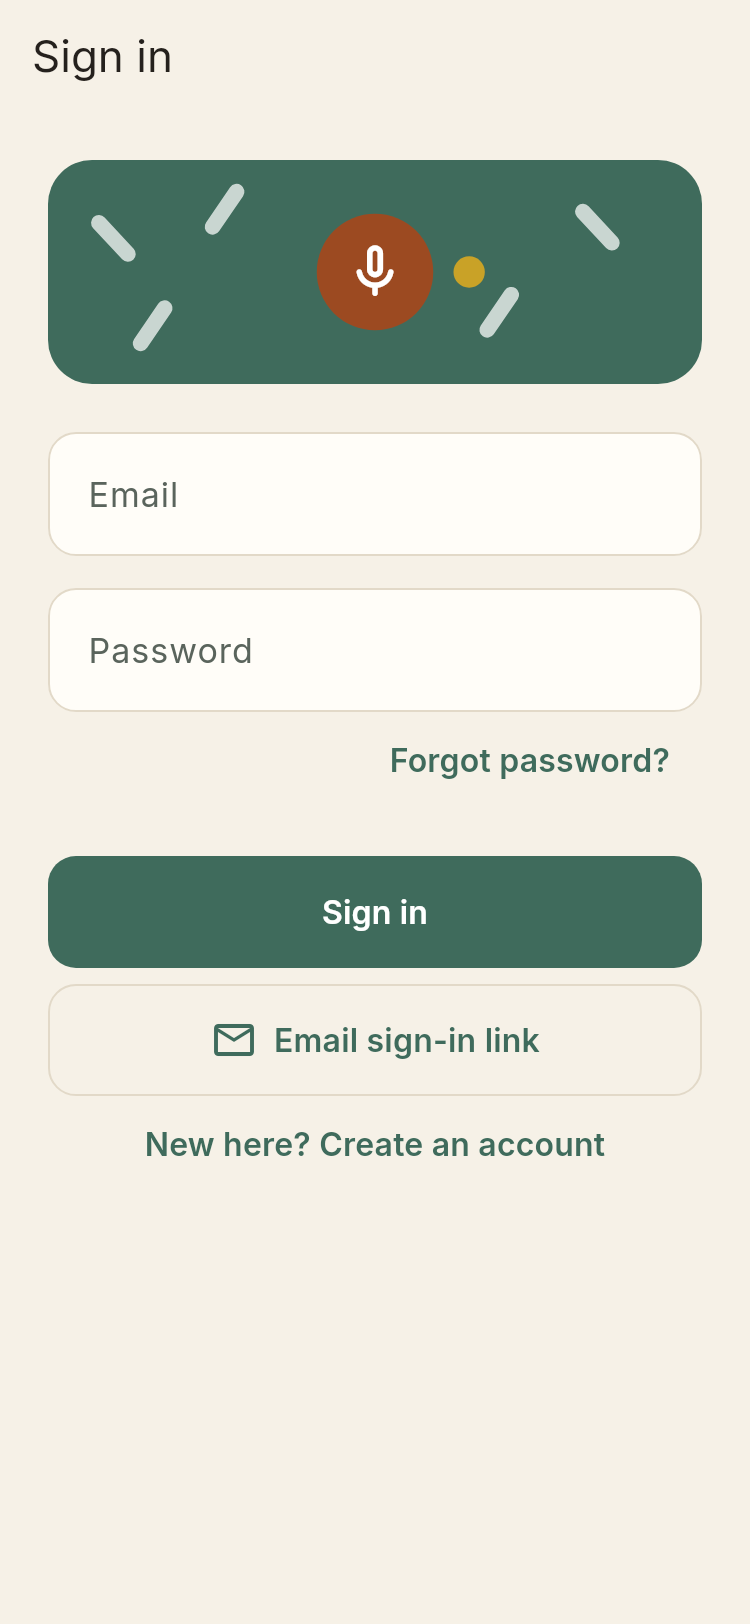 Sign in
Email
Password
Forgot password?
Sign in
Email sign-in link
New here? Create an account